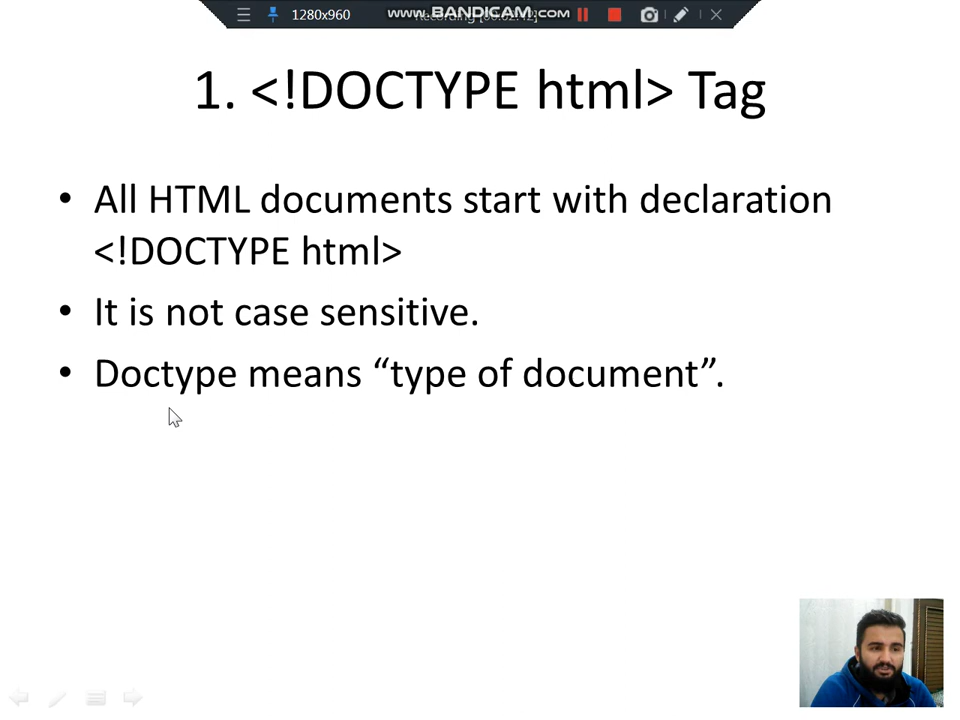 1280x960
www.BANDICAM.com
1. <!DOCTYPE html> Tag
• All HTML documents start with declaration
<!DOCTYPE html>
• It is not case sensitive.
• Doctype means “type of document”.